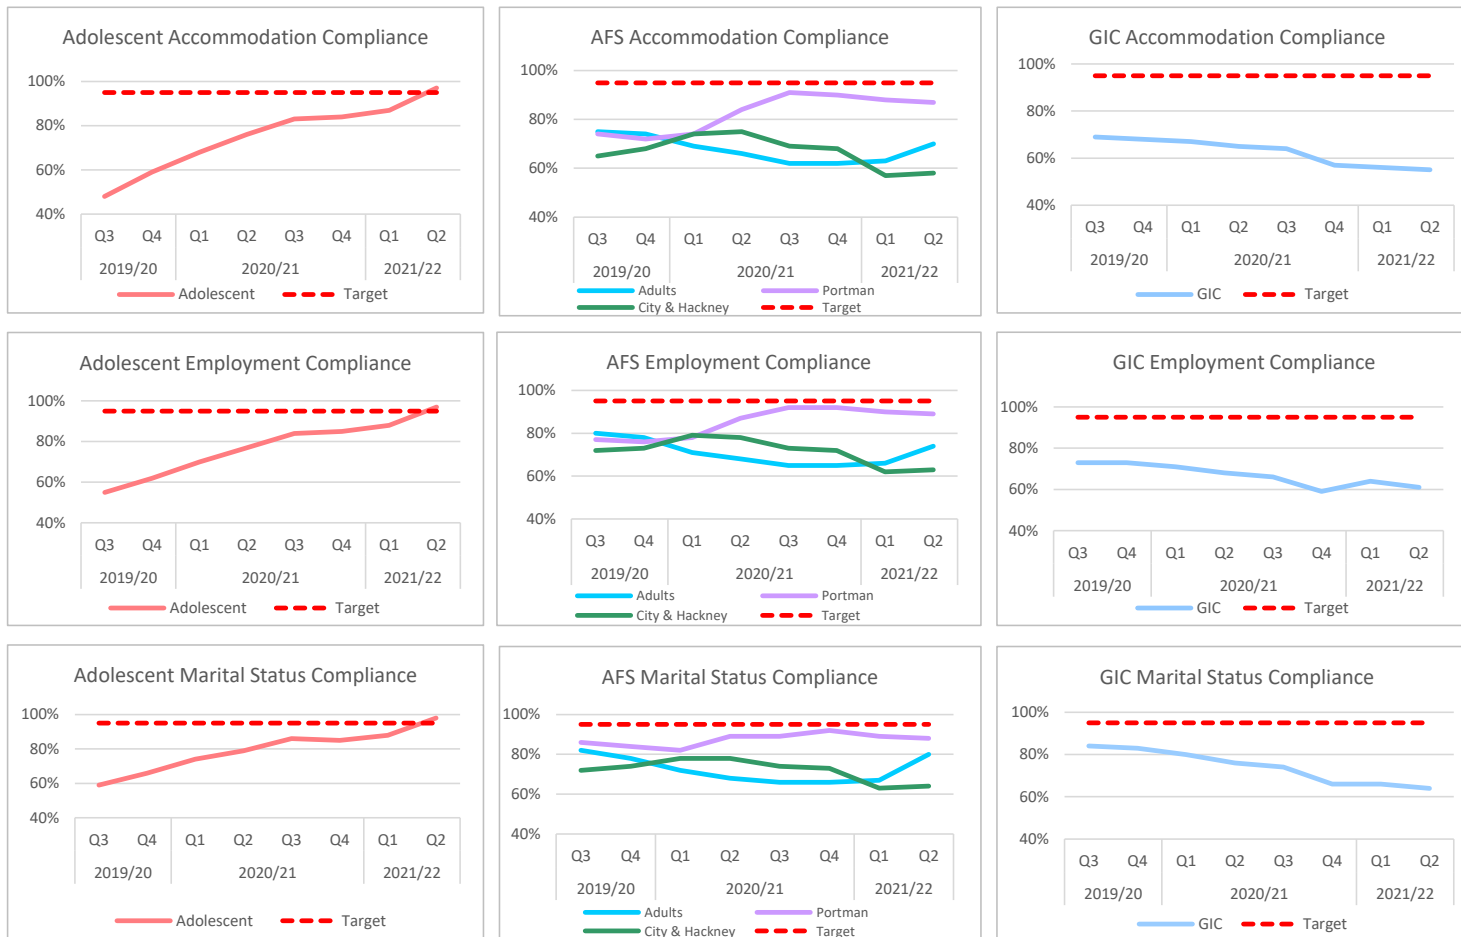 Adolescent Accommodation Compliance
100%
80%
60%
40%
Q3 Q4 Q1 Q2 Q3 Q4 Q1 Q2
2019/20 2020/21 2021/22
Adolescent Target
AFS Accommodation Compliance
100%
80%
60%
40%
Q3 Q4 Q1 Q2 Q3 Q4 Q1 Q2
2019/20 2020/21 2021/22
Adults Portman
City & Hackney Target
GIC Accommodation Compliance
100%
80%
60%
40%
Q3 Q4 Q1 Q2 Q3 Q4 Q1 Q2
2019/20 2020/21 2021/22
GIC Target
Adolescent Employment Compliance
100%
80%
60%
40%
Q3 Q4 Q1 Q2 Q3 Q4 Q1 Q2
2019/20 2020/21 2021/22
Adolescent Target
AFS Employment Compliance
100%
80%
60%
40%
Q3 Q4 Q1 Q2 Q3 Q4 Q1 Q2
2019/20 2020/21 2021/22
Adults Portman
City & Hackney Target
GIC Employment Compliance
100%
80%
60%
40%
Q3 Q4 Q1 Q2 Q3 Q4 Q1 Q2
2019/20 2020/21 2021/22
GIC Target
Adolescent Marital Status Compliance
100%
80%
60%
40%
Q3 Q4 Q1 Q2 Q3 Q4 Q1 Q2
2019/20 2020/21 2021/22
Adolescent Target
AFS Marital Status Compliance
100%
80%
60%
40%
Q3 Q4 Q1 Q2 Q3 Q4 Q1 Q2
2019/20 2020/21 2021/22
Adults Portman
City & Hackney Target
GIC Marital Status Compliance
100%
80%
60%
40%
Q3 Q4 Q1 Q2 Q3 Q4 Q1 Q2
2019/20 2020/21 2021/22
GIC Target